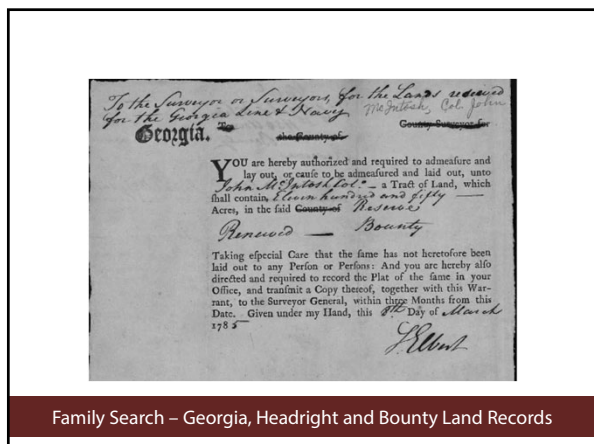 To the Surveyor or Surveyors, for the Lands reserved
McIntosh, Col. John
for the Georgia Line & Navy
Georgia. To County Surveyor for
the County of
YOU are hereby authorized and required to admeaſure and
lay out, or cauſe to be admeaſured and laid out, unto
John McIntosh Colo. — a Tract of Land, which
ſhall contain Eleven hundred and fifty —
Acres, in the ſaid County of Reserve
Renewed — Bounty
Taking eſpecial Care that the ſame has not heretofore been
laid out to any Perſon or Perſons: And you are hereby alſo
directed and required to record the Plat of the ſame in your
Office, and tranſmit a Copy thereof, together with this War-
rant, to the Surveyor General, within three Months from this
Date. Given under my Hand, this 8th Day of March
1785
S Elbert
Family Search – Georgia, Headright and Bounty Land Records